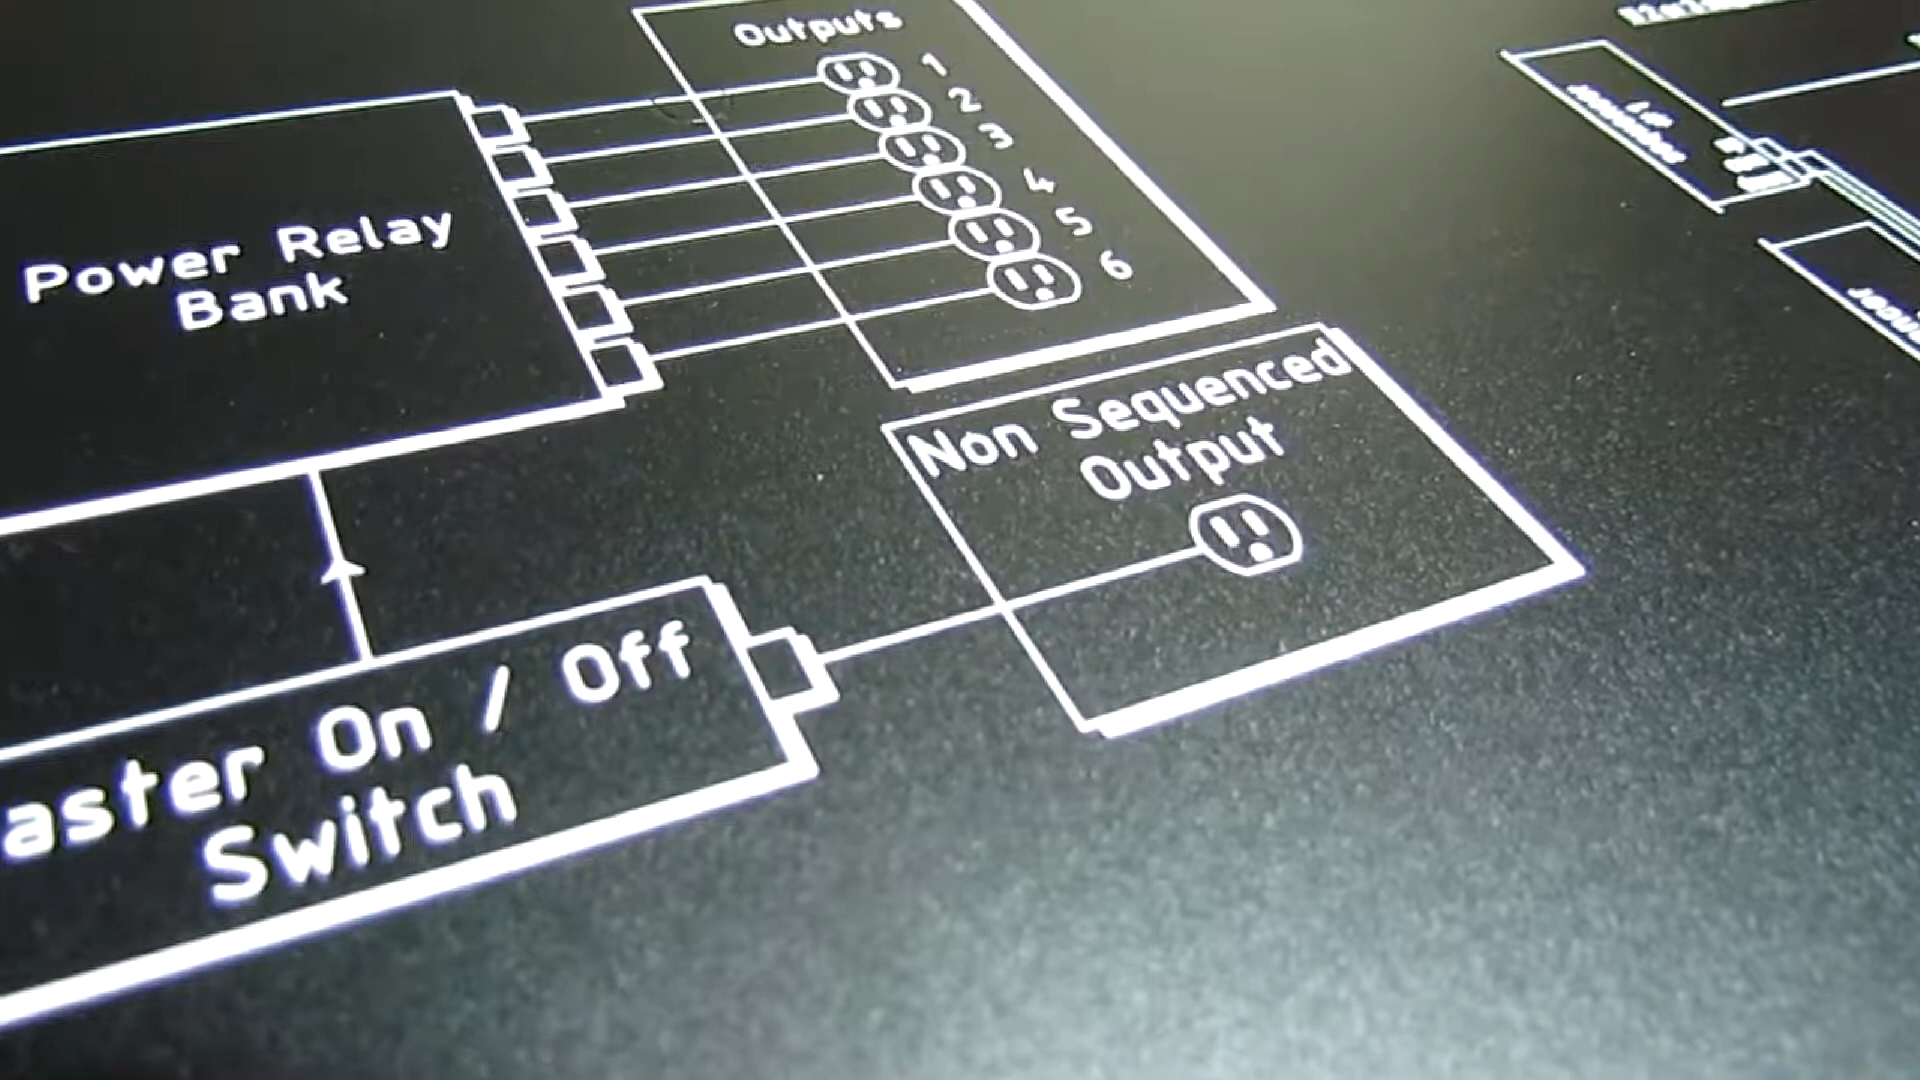 Outputs
1
2
3
4
5
6
Power Relay
Bank
Non Sequenced
Output
aster On / Off
Switch